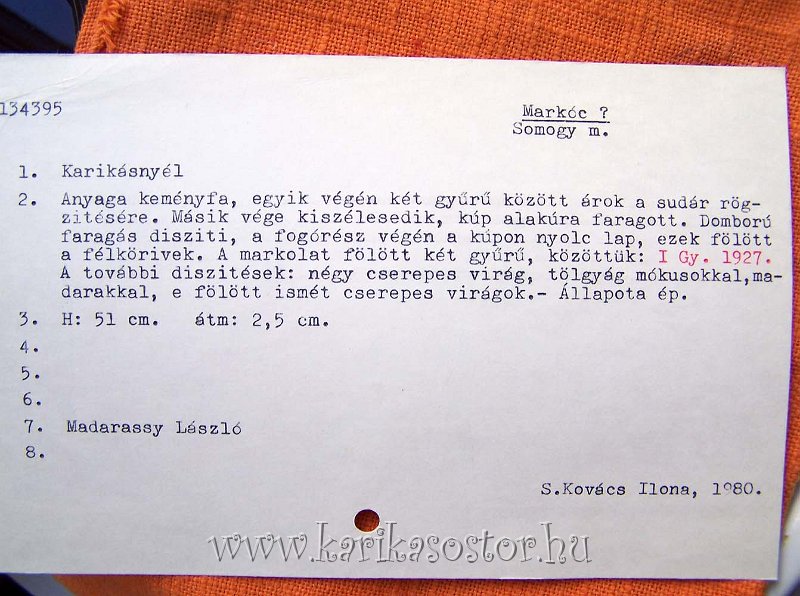 134395
Markóc ?
Somogy m.
1. Karikásnyél
2. Anyaga keményfa, egyik végén két gyűrű között árok a sudár rög-
zitésére. Másik vége kiszélesedik, kúp alakúra faragott. Domború
faragás disziti, a fogórész végén a kúpon nyolc lap, ezek fölött
a félkörivek. A markolat fölött két gyűrű, közöttük: I Gy. 1927.
A további diszitések: négy cserepes virág, tölgyág mókusokkal,ma-
darakkal, e fölött ismét cserepes virágok.- Állapota ép.
3. H: 51 cm. átm: 2,5 cm.
4.
5.
6.
7. Madarassy László
8.
S.Kovács Ilona, 1980.
www.karikasostor.hu